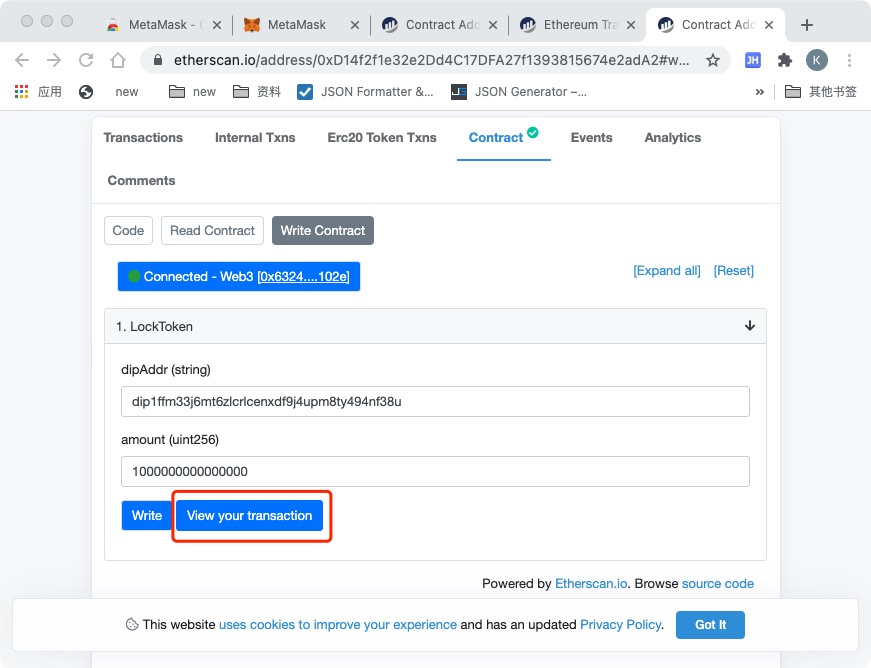 MetaMask - MetaMask Contract Add Ethereum Tra Contract Add
etherscan.io/address/0xD14f2f1e32e2Dd4C17DFA27f1393815674e2adA2#w... JH K
应用 new new 资料 JSON Formatter &... JSON Generator –... » 其他书签
Transactions Internal Txns Erc20 Token Txns Contract Events Analytics
Comments
Code Read Contract Write Contract
Connected - Web3 [0x6324....102e] [Expand all] [Reset]
1. LockToken
dipAddr (string)
dip1ffm33j6mt6zlcrlcenxdf9j4upm8ty494nf38u
amount (uint256)
1000000000000000
Write View your transaction
Powered by Etherscan.io. Browse source code
This website uses cookies to improve your experience and has an updated Privacy Policy. Got It